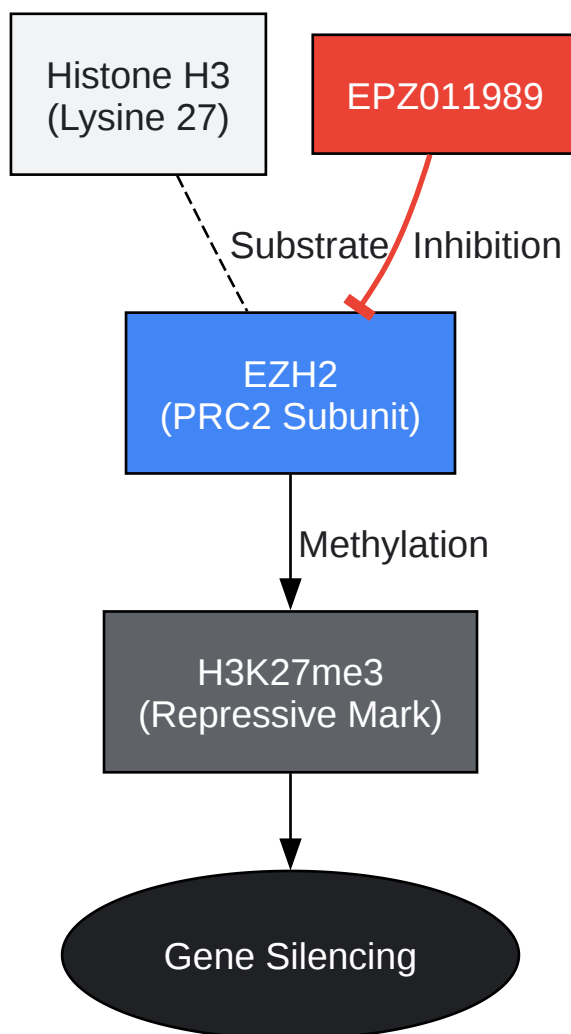 Histone H3
(Lysine 27)
EPZ011989
Substrate
Inhibition
EZH2
(PRC2 Subunit)
Methylation
H3K27me3
(Repressive Mark)
Gene Silencing